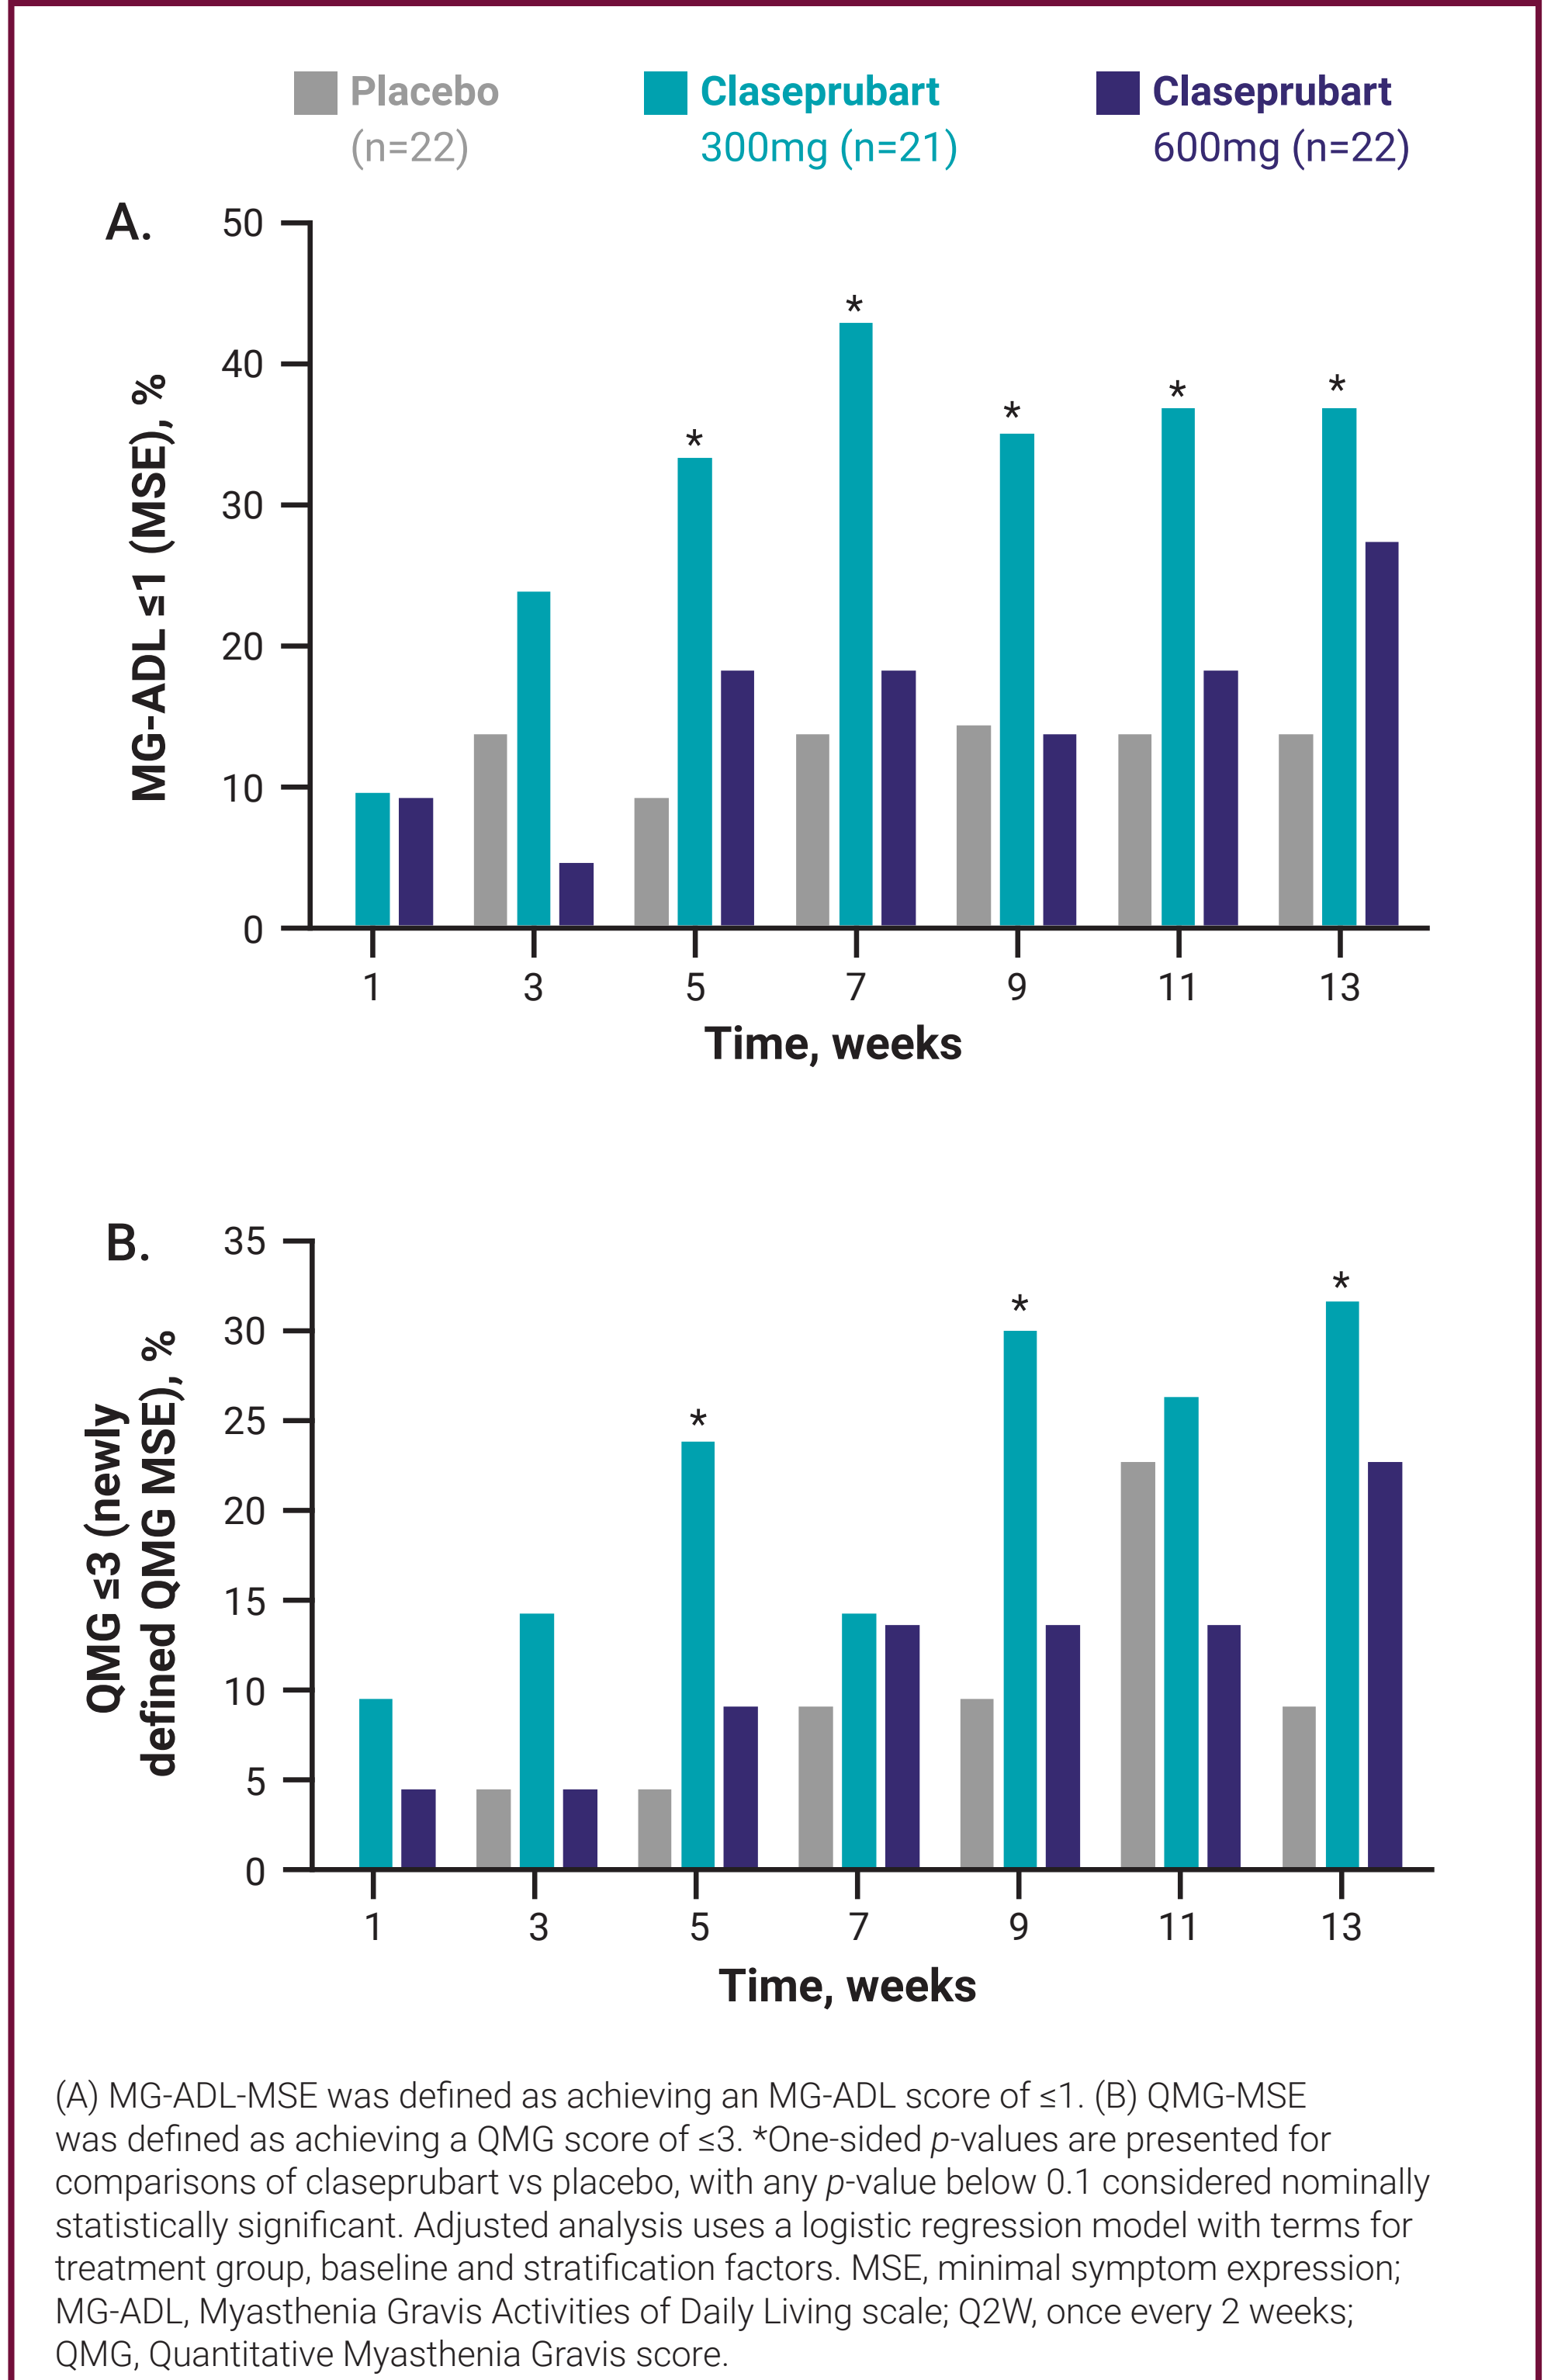 Placebo
(n=22)
Claseprubart
300mg (n=21)
Claseprubart
600mg (n=22)
A.
MG-ADL ≤1 (MSE), %
50
40
30
20
10
0
*
*
*
*
*
1 3 5 7 9 11 13
Time, weeks
B.
QMG ≤3 (newly
defined QMG MSE), %
35
30
25
20
15
10
5
0
*
*
*
1 3 5 7 9 11 13
Time, weeks
(A) MG-ADL-MSE was defined as achieving an MG-ADL score of ≤1. (B) QMG-MSE
was defined as achieving a QMG score of ≤3. *One-sided p-values are presented for
comparisons of claseprubart vs placebo, with any p-value below 0.1 considered nominally
statistically significant. Adjusted analysis uses a logistic regression model with terms for
treatment group, baseline and stratification factors. MSE, minimal symptom expression;
MG-ADL, Myasthenia Gravis Activities of Daily Living scale; Q2W, once every 2 weeks;
QMG, Quantitative Myasthenia Gravis score.